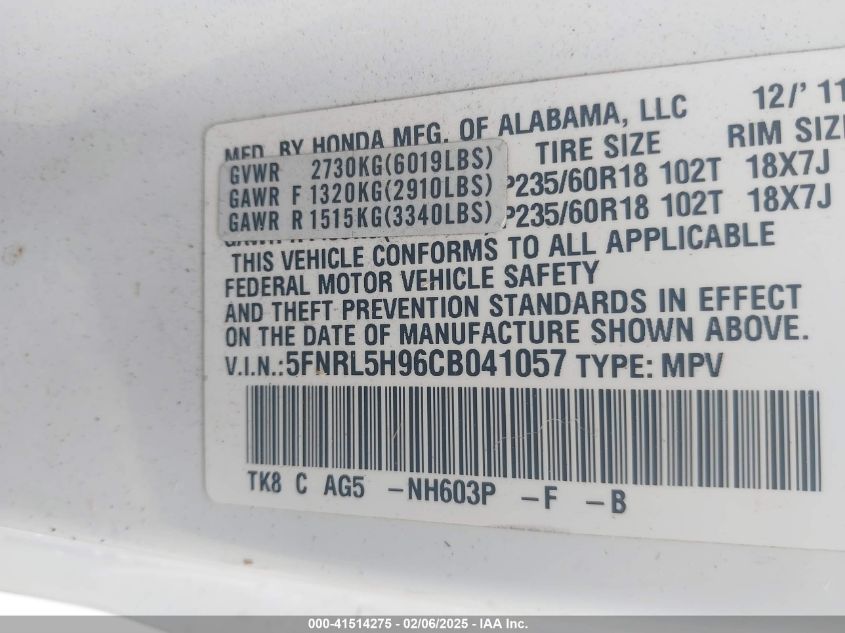 MFD. BY HONDA MFG. OF ALABAMA, LLC 12/' 11
TIRE SIZE RIM SIZE
GVWR 2730KG(6019LBS)
GAWR F 1320KG(2910LBS) P235/60R18 102T 18X7J
GAWR R 1515KG(3340LBS) P235/60R18 102T 18X7J
THIS VEHICLE CONFORMS TO ALL APPLICABLE
FEDERAL MOTOR VEHICLE SAFETY
AND THEFT PREVENTION STANDARDS IN EFFECT
ON THE DATE OF MANUFACTURE SHOWN ABOVE.
V.I.N.:5FNRL5H96CB041057 TYPE: MPV
TK8 C AG5 -NH603P -F -B
000-41514275 - 02/06/2025 - IAA Inc.